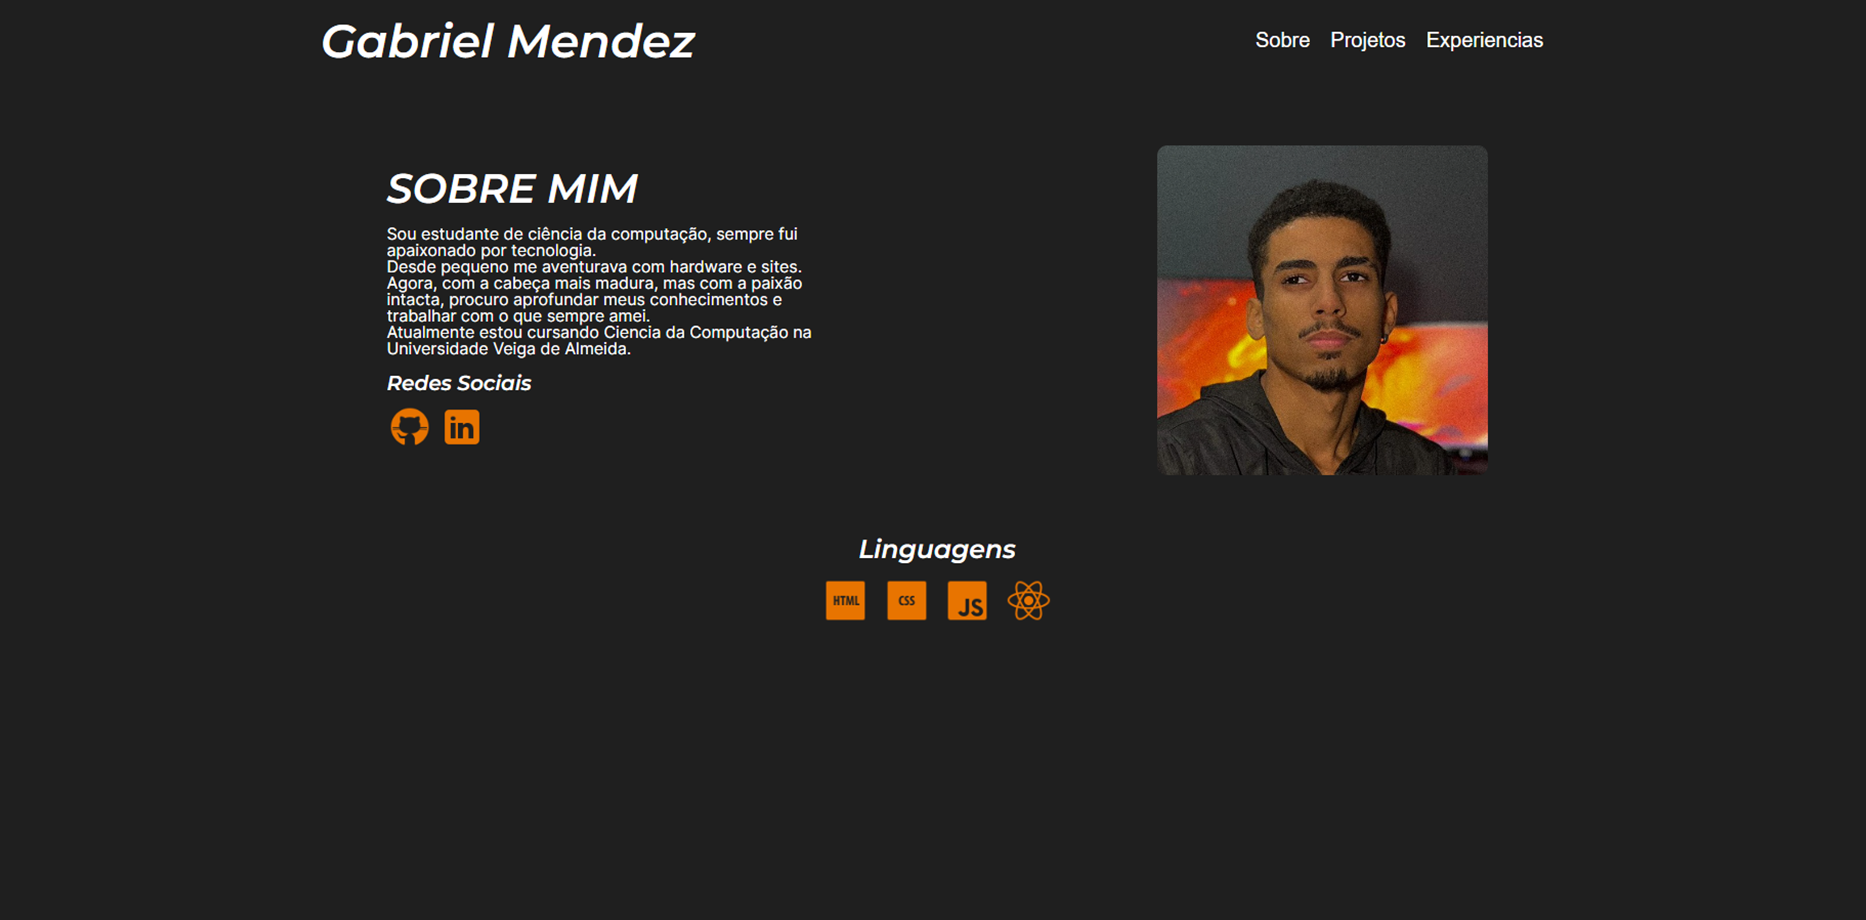 Gabriel Mendez
Sobre Projetos Experiencias
SOBRE MIM
Sou estudante de ciência da computação, sempre fui
apaixonado por tecnologia.
Desde pequeno me aventurava com hardware e sites.
Agora, com a cabeça mais madura, mas com a paixão
intacta, procuro aprofundar meus conhecimentos e
trabalhar com o que sempre amei.
Atualmente estou cursando Ciencia da Computação na
Universidade Veiga de Almeida.
Redes Sociais
in
Linguagens
HTML CSS JS